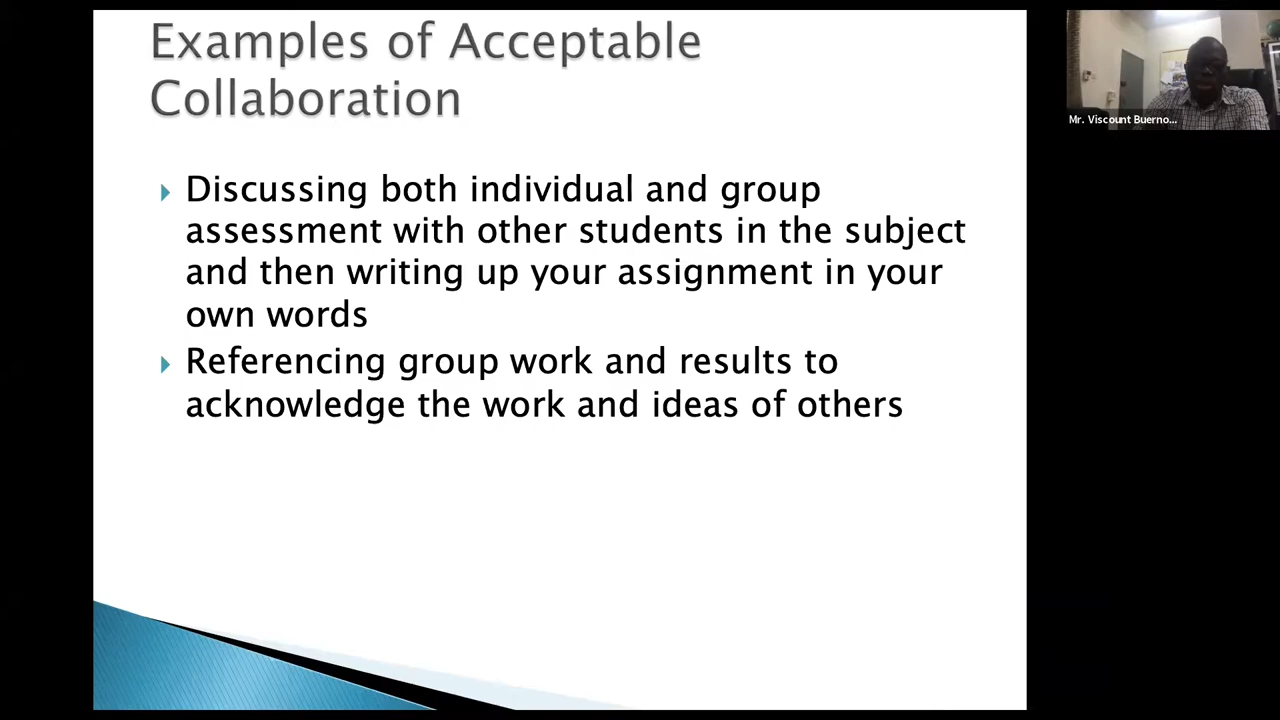 Examples of Acceptable
Collaboration
Discussing both individual and group
assessment with other students in the subject
and then writing up your assignment in your
own words
Referencing group work and results to
acknowledge the work and ideas of others
Mr. Viscount Buerno...